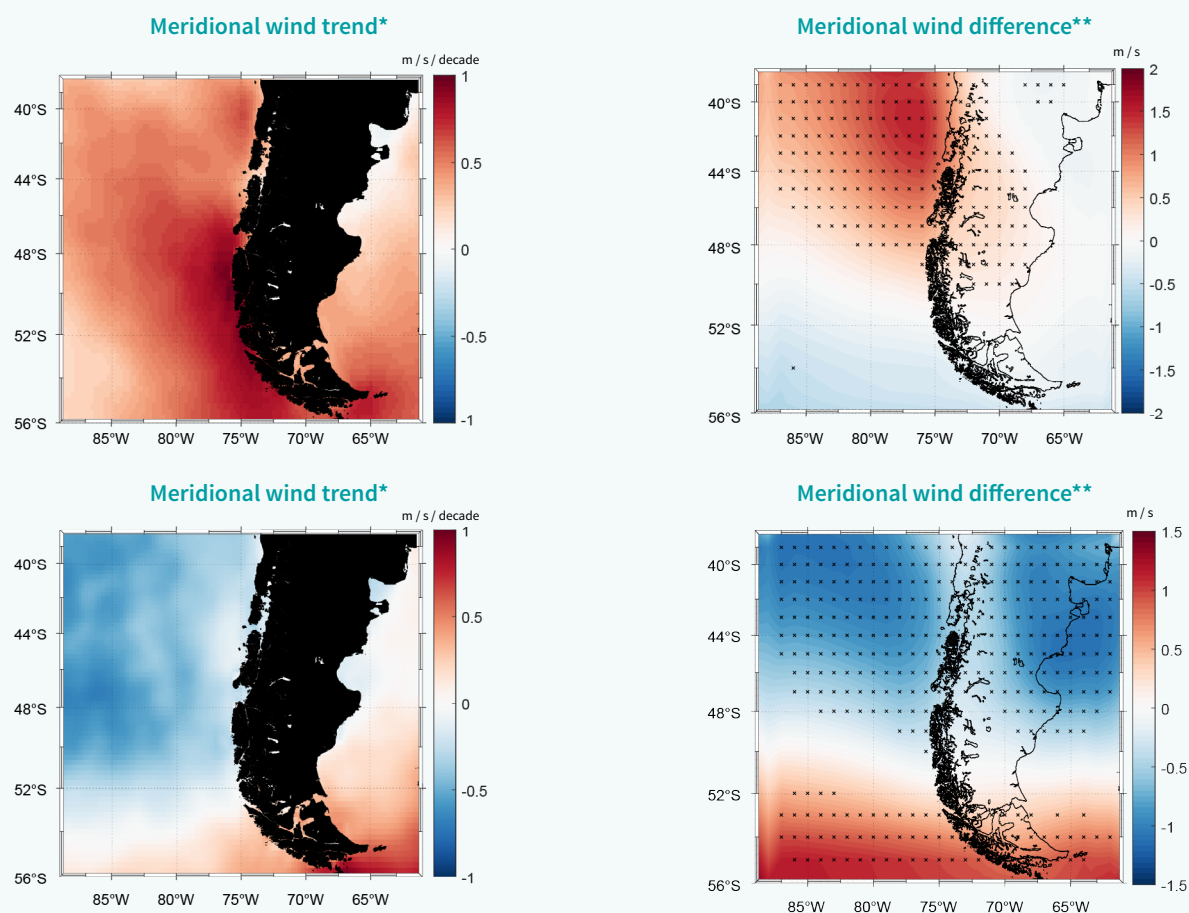 Meridional wind trend*
m / s / decade
1
0.5
0
-0.5
-1
40°S
44°S
48°S
52°S
56°S
85°W 80°W 75°W 70°W 65°W
Meridional wind difference**
m / s
2
1.5
1
0.5
0
-0.5
-1
-1.5
-2
40°S
44°S
48°S
52°S
56°S
85°W 80°W 75°W 70°W 65°W
Meridional wind trend*
m / s / decade
1
0.5
0
-0.5
-1
40°S
44°S
48°S
52°S
56°S
85°W 80°W 75°W 70°W 65°W
Meridional wind difference**
m / s
1.5
1
0.5
0
-0.5
-1
-1.5
40°S
44°S
48°S
52°S
56°S
85°W 80°W 75°W 70°W 65°W